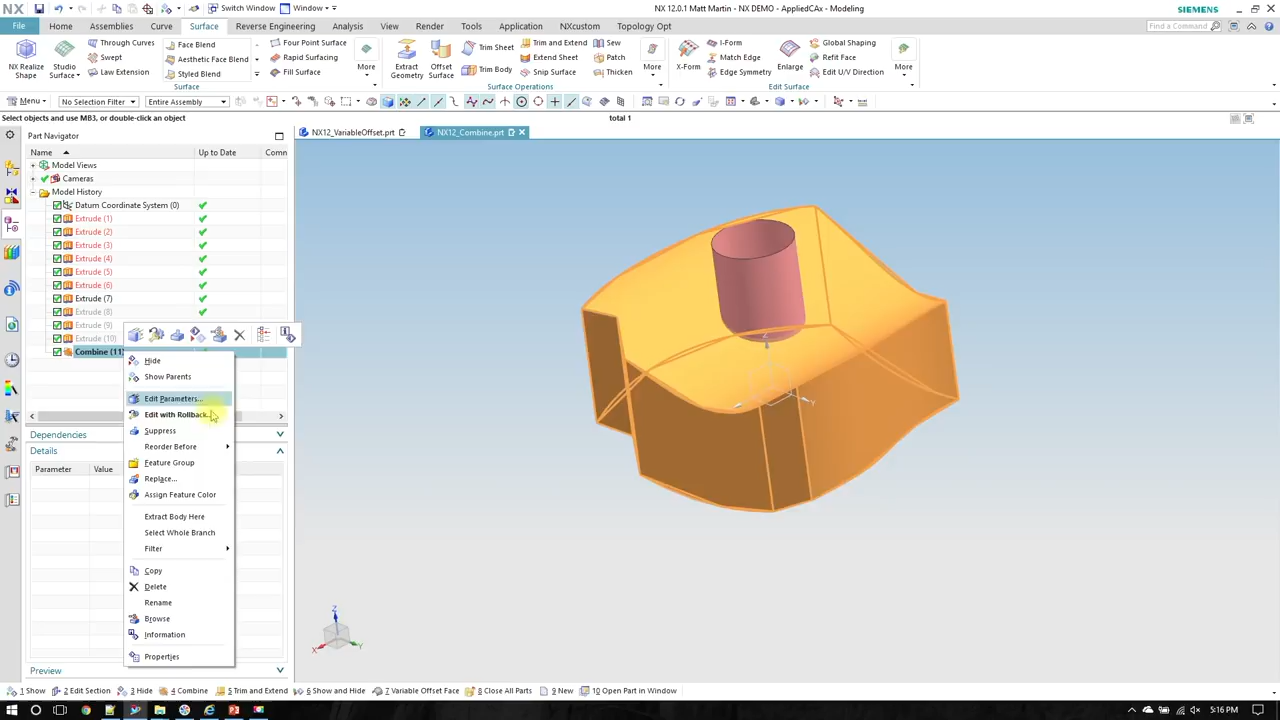 NX
Switch Window
Window
NX 12.0.1 Matt Martin - NX DEMO - AppliedCAx - Modeling
SIEMENS
File
Home
Assemblies
Curve
Surface
Reverse Engineering
Analysis
View
Render
Tools
Application
NXcustom
Topology Opt
Find a Command
NX Realize Shape
Studio Surface
Through Curves
Swept
Law Extension
Face Blend
Aesthetic Face Blend
Styled Blend
Four Point Surface
Rapid Surfacing
Fill Surface
More
Surface
Extract Geometry
Offset Surface
Trim Sheet
Trim Body
Trim and Extend
Extend Sheet
Snip Surface
Sew
Patch
Thicken
More
Surface Operations
X-Form
I-Form
Match Edge
Edge Symmetry
Enlarge
Global Shaping
Refit Face
Edit U/V Direction
More
Edit Surface
Menu
No Selection Filter
Entire Assembly
Select objects and use MB3, or double-click an object
total 1
Part Navigator
NX12_VariableOffset.prt
NX12_Combine.prt
Name
Up to Date
Comn
Model Views
Cameras
Model History
Datum Coordinate System (0)
Extrude (1)
Extrude (2)
Extrude (3)
Extrude (4)
Extrude (5)
Extrude (6)
Extrude (7)
Extrude (8)
Extrude (9)
Extrude (10)
Combine (11)
Hide
Show Parents
Edit Parameters...
Edit with Rollback...
Suppress
Reorder Before
Feature Group
Replace...
Assign Feature Color
Extract Body Here
Select Whole Branch
Filter
Copy
Delete
Rename
Browse
Information
Properties
Dependencies
Details
Parameter
Value
Preview
Z
Y
Z
X
Y
1 Show
2 Edit Section
3 Hide
4 Combine
5 Trim and Extend
6 Show and Hide
7 Variable Offset Face
8 Close All Parts
9 New
10 Open Part in Window
5:16 PM